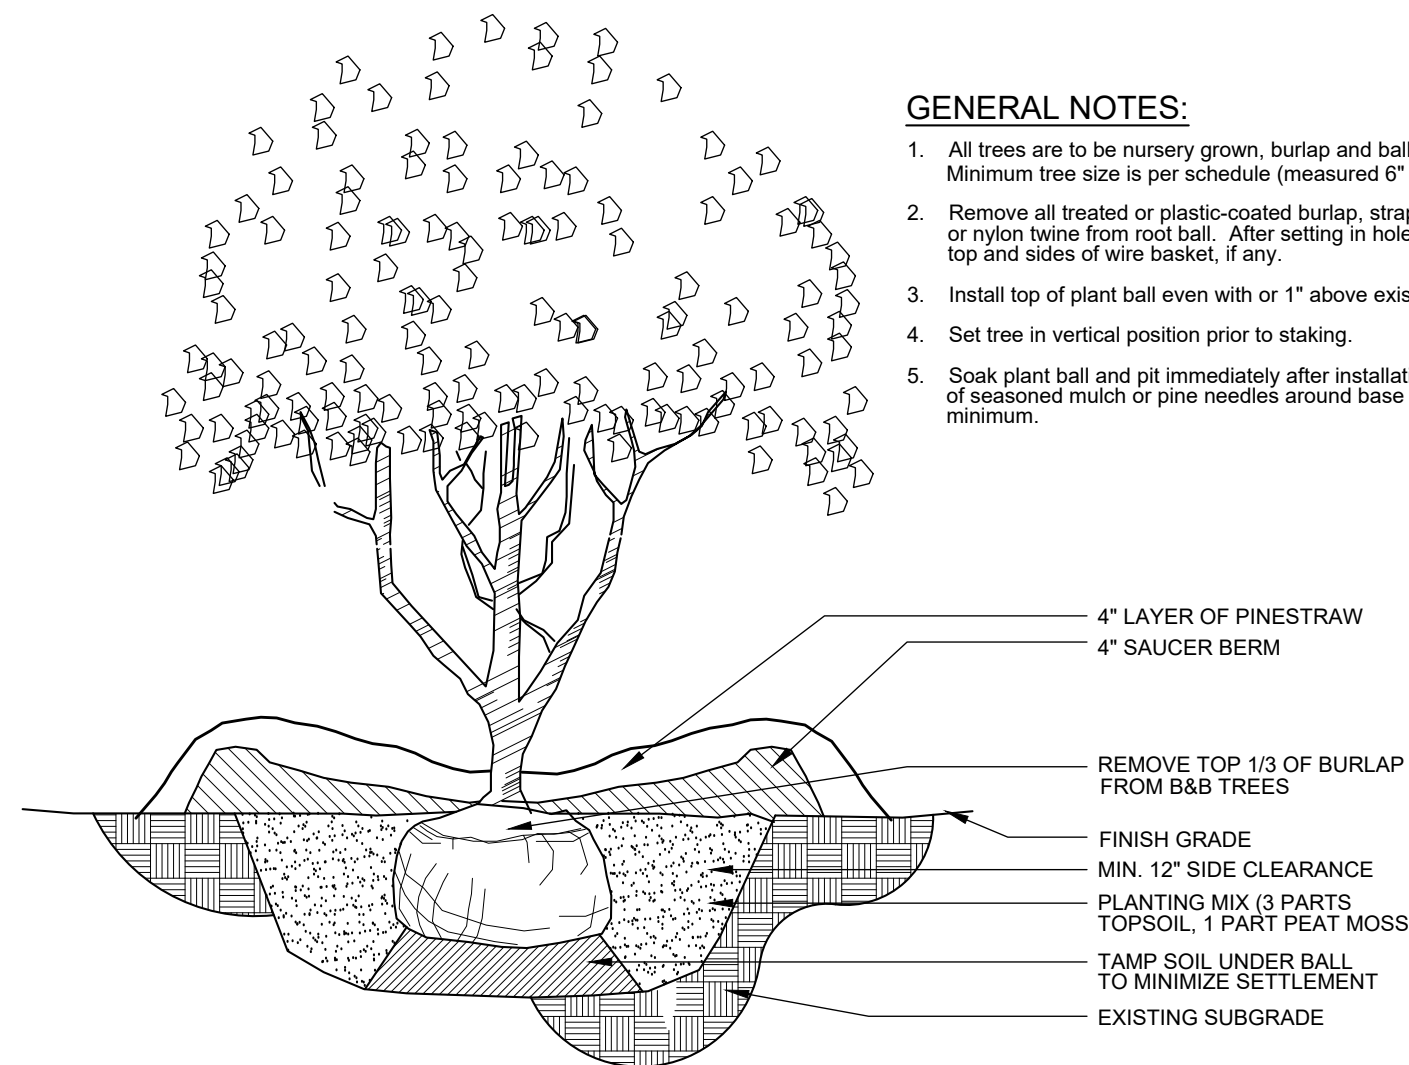 GENERAL NOTES:
1. All trees are to be nursery grown, burlap and ball
Minimum tree size is per schedule (measured 6"
2. Remove all treated or plastic-coated burlap, strap
or nylon twine from root ball. After setting in hole
top and sides of wire basket, if any.
3. Install top of plant ball even with or 1" above exis
4. Set tree in vertical position prior to staking.
5. Soak plant ball and pit immediately after installati
of seasoned mulch or pine needles around base
minimum.
4" LAYER OF PINESTRAW
4" SAUCER BERM
REMOVE TOP 1/3 OF BURLAP
FROM B&B TREES
FINISH GRADE
MIN. 12" SIDE CLEARANCE
PLANTING MIX (3 PARTS
TOPSOIL, 1 PART PEAT MOSS
TAMP SOIL UNDER BALL
TO MINIMIZE SETTLEMENT
EXISTING SUBGRADE